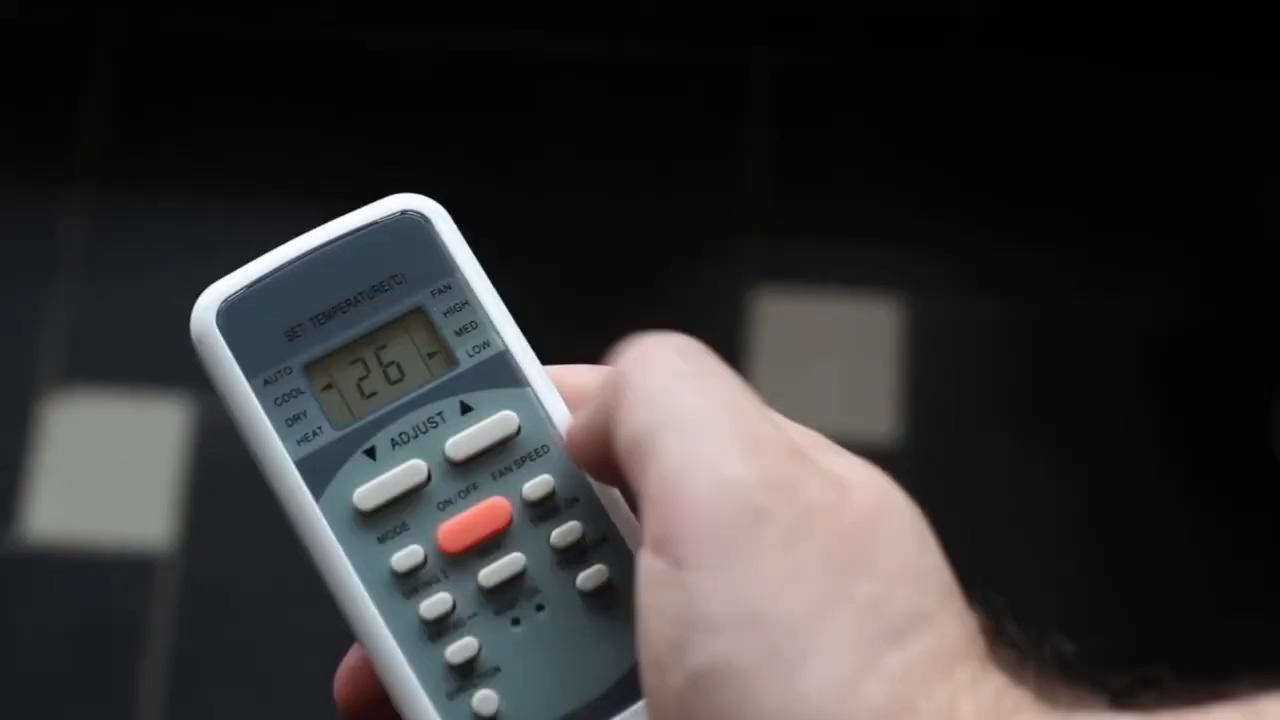 SET TEMPERATURE(℃)
FAN
HIGH
MED
LOW
AUTO
COOL
DRY
HEAT
26
▼ ADJUST ▲
ON/OFF
FAN SPEED
MODE